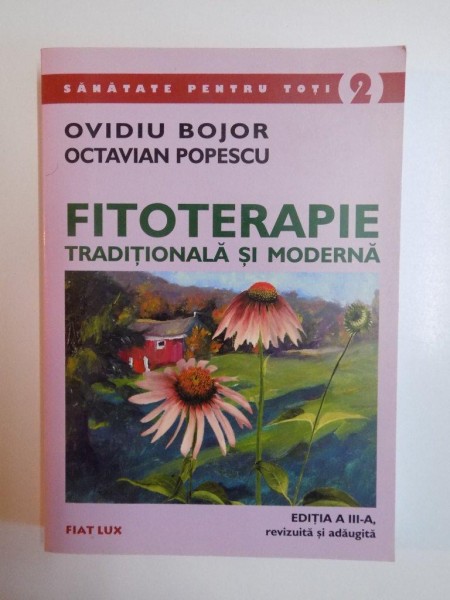 SĂNĂTATE PENTRU TOȚI 2
OVIDIU BOJOR
OCTAVIAN POPESCU
FITOTERAPIE
TRADIȚIONALĂ ȘI MODERNĂ
EDIȚIA A III-A,
revizuită și adăugită
FIAT LUX